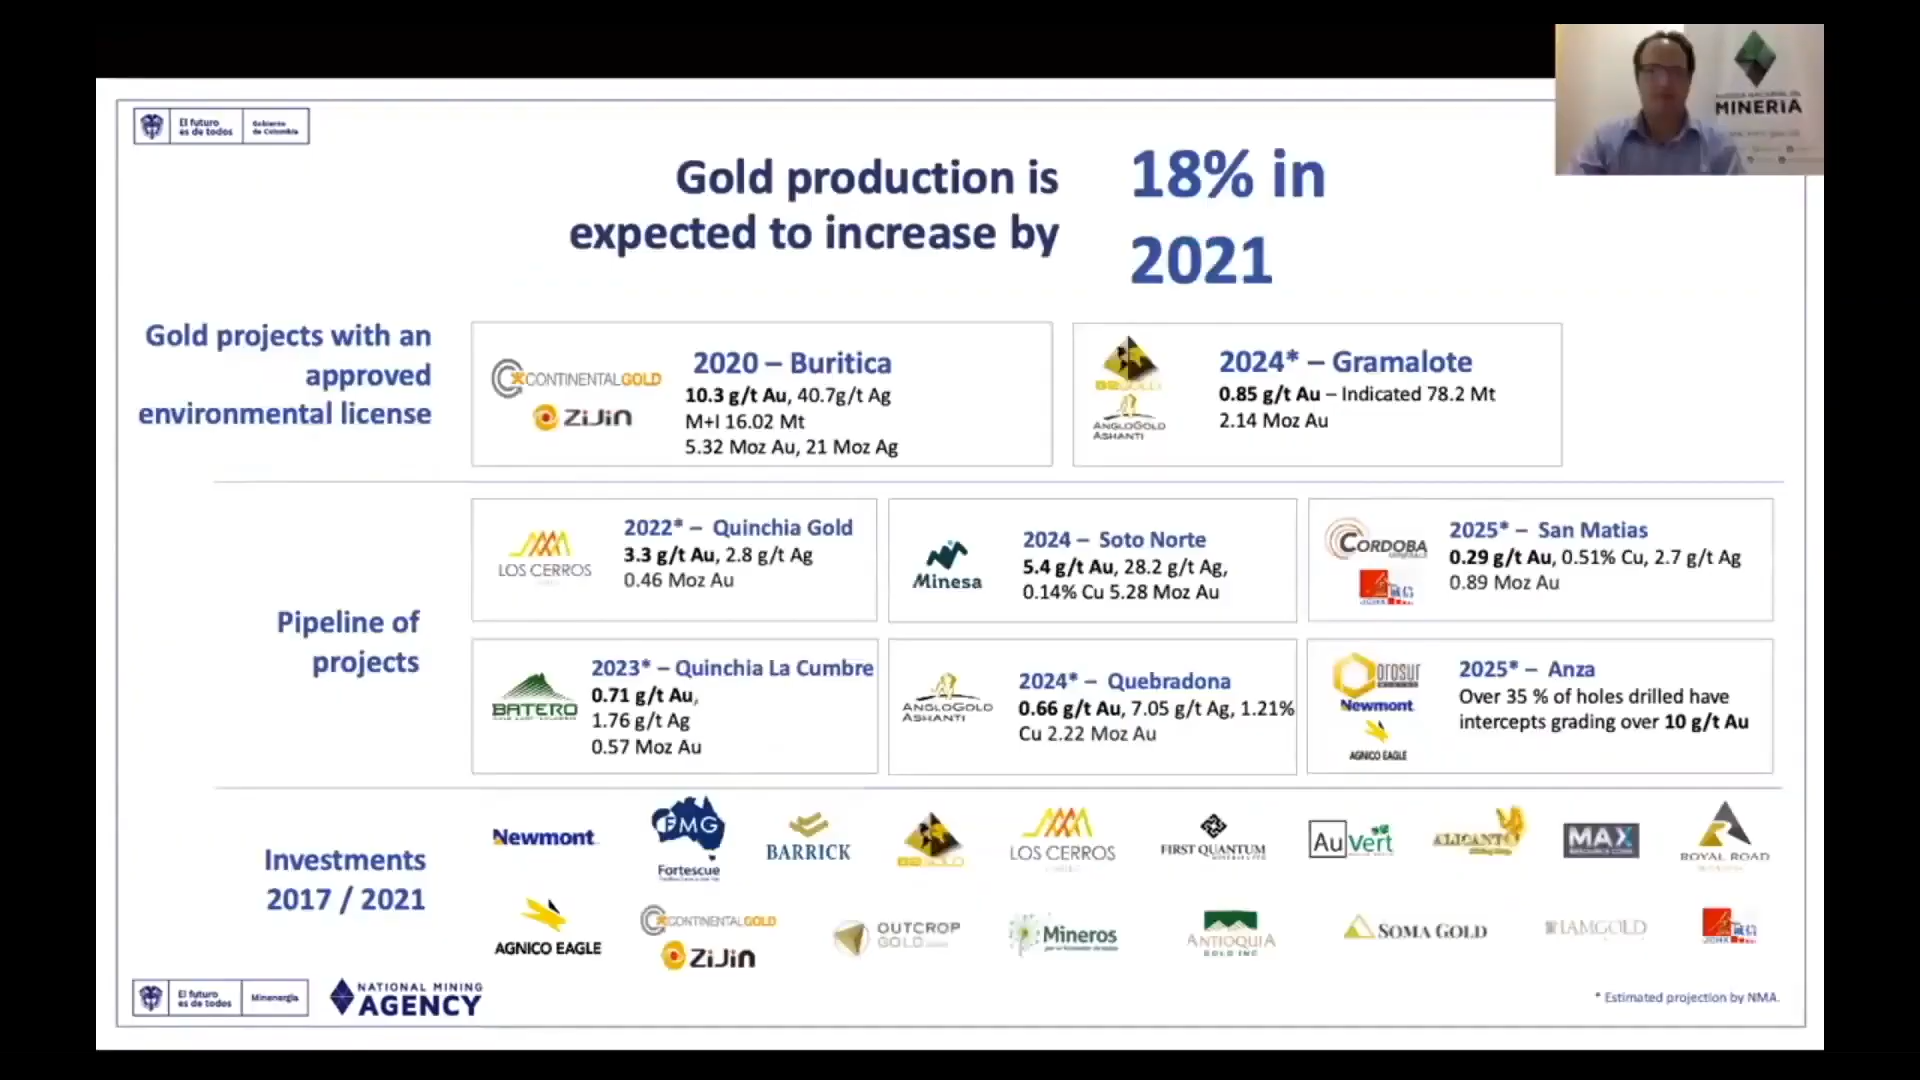 MINERIA
El futuro
es de todos
Gobierno
de Colombia
Gold production is
expected to increase by
18% in
2021
Gold projects with an
approved
environmental license
CONTINENTALGOLD
ZiJin
2020 – Buritica
10.3 g/t Au, 40.7g/t Ag
M+I 16.02 Mt
5.32 Moz Au, 21 Moz Ag
B2GOLD
ANGLOGOLD
ASHANTI
2024* – Gramalote
0.85 g/t Au – Indicated 78.2 Mt
2.14 Moz Au
Pipeline of
projects
LOS CERROS
2022* – Quinchia Gold
3.3 g/t Au, 2.8 g/t Ag
0.46 Moz Au
Minesa
2024 – Soto Norte
5.4 g/t Au, 28.2 g/t Ag,
0.14% Cu 5.28 Moz Au
CORDOBA
MINERALS
2025* – San Matias
0.29 g/t Au, 0.51% Cu, 2.7 g/t Ag
0.89 Moz Au
BATERO
2023* – Quinchia La Cumbre
0.71 g/t Au,
1.76 g/t Ag
0.57 Moz Au
ANGLOGOLD
ASHANTI
2024* – Quebradona
0.66 g/t Au, 7.05 g/t Ag, 1.21%
Cu 2.22 Moz Au
orosur
Newmont
AGNICO EAGLE
2025* – Anza
Over 35 % of holes drilled have
intercepts grading over 10 g/t Au
Investments
2017 / 2021
Newmont
FMG
Fortescue
BARRICK
B2GOLD
LOS CERROS
FIRST QUANTUM
AuVert
ALICANTO
MAX
ROYAL ROAD
AGNICO EAGLE
CONTINENTALGOLD
ZiJin
OUTCROP
GOLD
Mineros
ANTIOQUIA
GOLD INC
SOMA GOLD
IAMGOLD
JCHX
El futuro
es de todos
Minenergía
NATIONAL MINING
AGENCY
* Estimated projection by NMA.